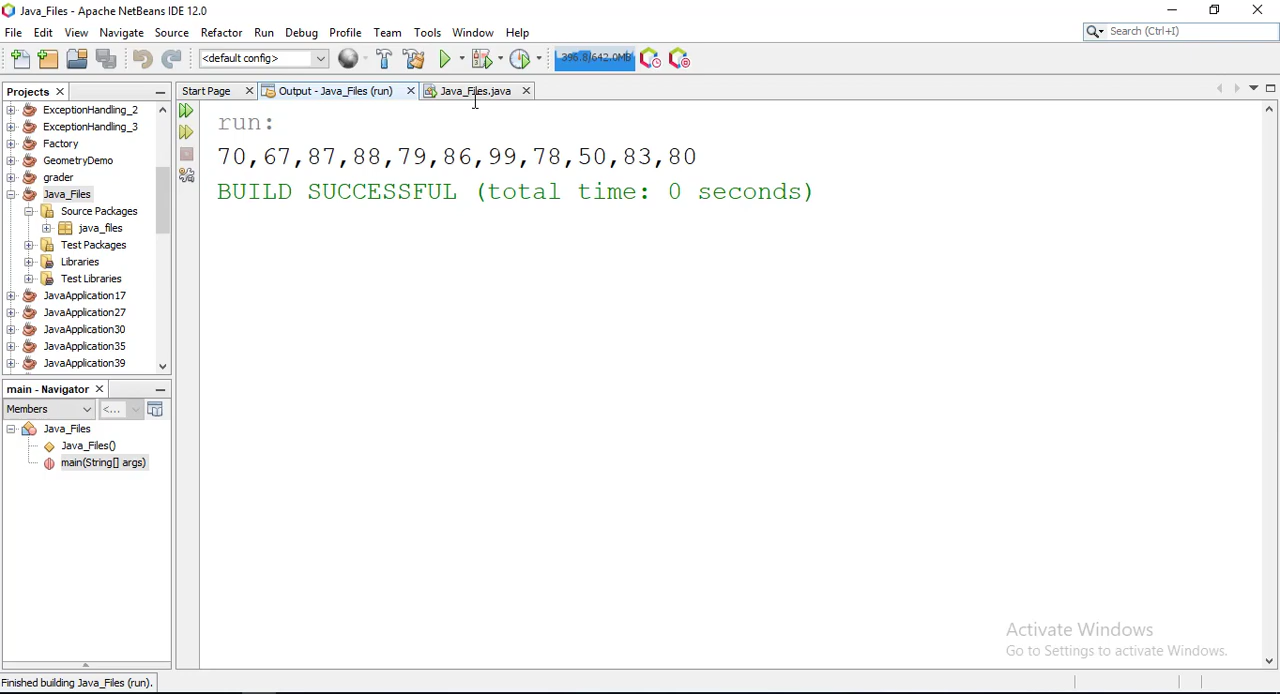 Java_Files - Apache NetBeans IDE 12.0
File Edit View Navigate Source Refactor Run Debug Profile Team Tools Window Help
Search (Ctrl+I)
<default config>
396.8/642.0MB
Projects
Start Page
Output - Java_Files (run)
Java_Files.java
ExceptionHandling_2
ExceptionHandling_3
Factory
GeometryDemo
grader
Java_Files
Source Packages
java_files
Test Packages
Libraries
Test Libraries
JavaApplication17
JavaApplication27
JavaApplication30
JavaApplication35
JavaApplication39
run:
70,67,87,88,79,86,99,78,50,83,80
BUILD SUCCESSFUL (total time: 0 seconds)
main - Navigator
Members
<...
Java_Files
Java_Files()
main(String[] args)
Activate Windows
Go to Settings to activate Windows.
Finished building Java_Files (run).